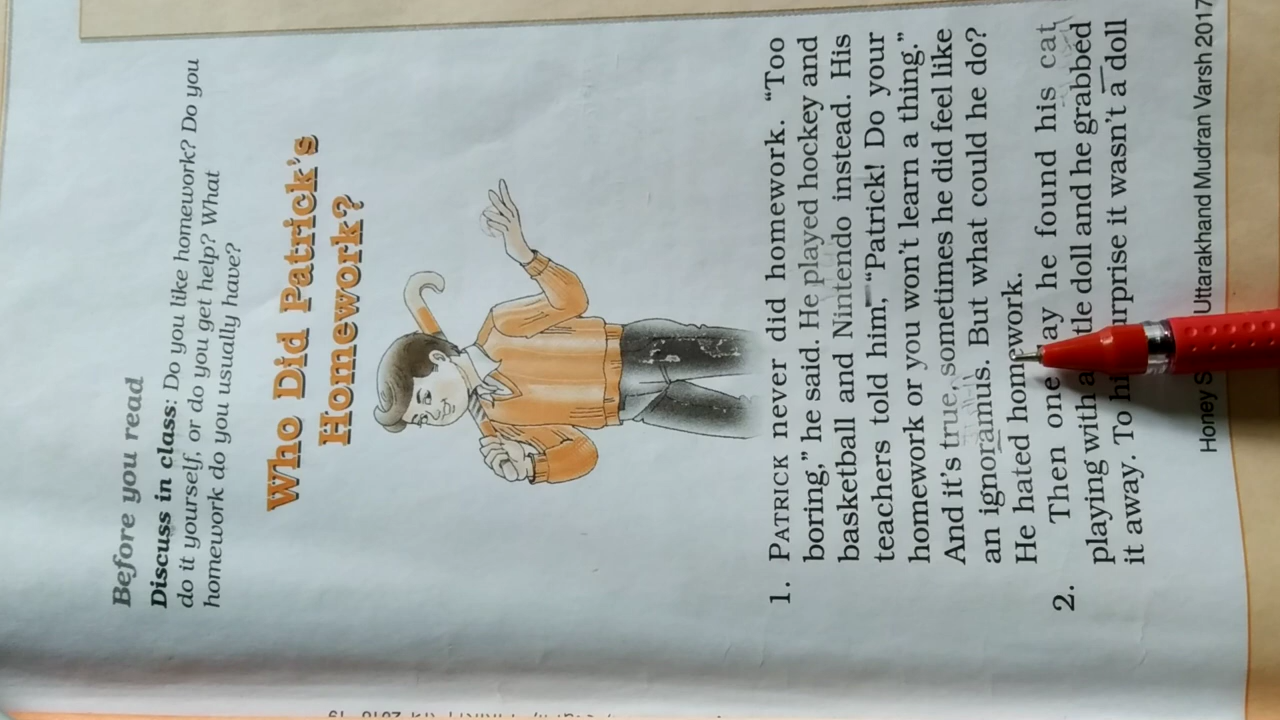 Before you read
Discuss in class: Do you like homework? Do you
do it yourself, or do you get help? What
homework do you usually have?
Who Did Patrick's
Homework?
1. PATRICK never did homework. “Too
boring,” he said. He played hockey and
basketball and Nintendo instead. His
teachers told him, “Patrick! Do your
homework or you won't learn a thing.”
And it's true, sometimes he did feel like
an ignoramus. But what could he do?
He hated homework.
2. Then one ay he found his cat
playing with a tle doll and he grabbed
it away. To hi urprise it wasn't a doll
Honey S Uttarakhand Mudran Varsh 2017